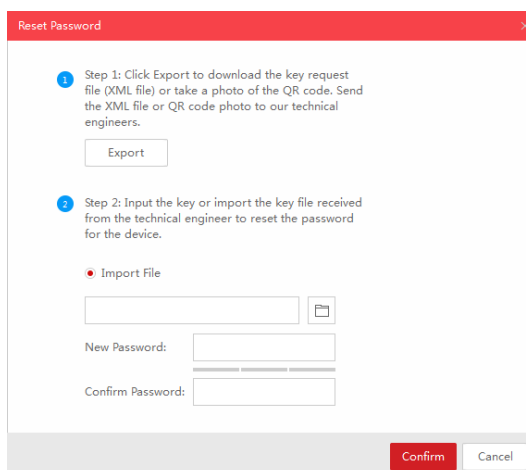 Reset Password
1 Step 1: Click Export to download the key request
file (XML file) or take a photo of the QR code. Send
the XML file or QR code photo to our technical
engineers.
Export
2 Step 2: Input the key or import the key file received
from the technical engineer to reset the password
for the device.
Import File
New Password:
Confirm Password:
Confirm Cancel